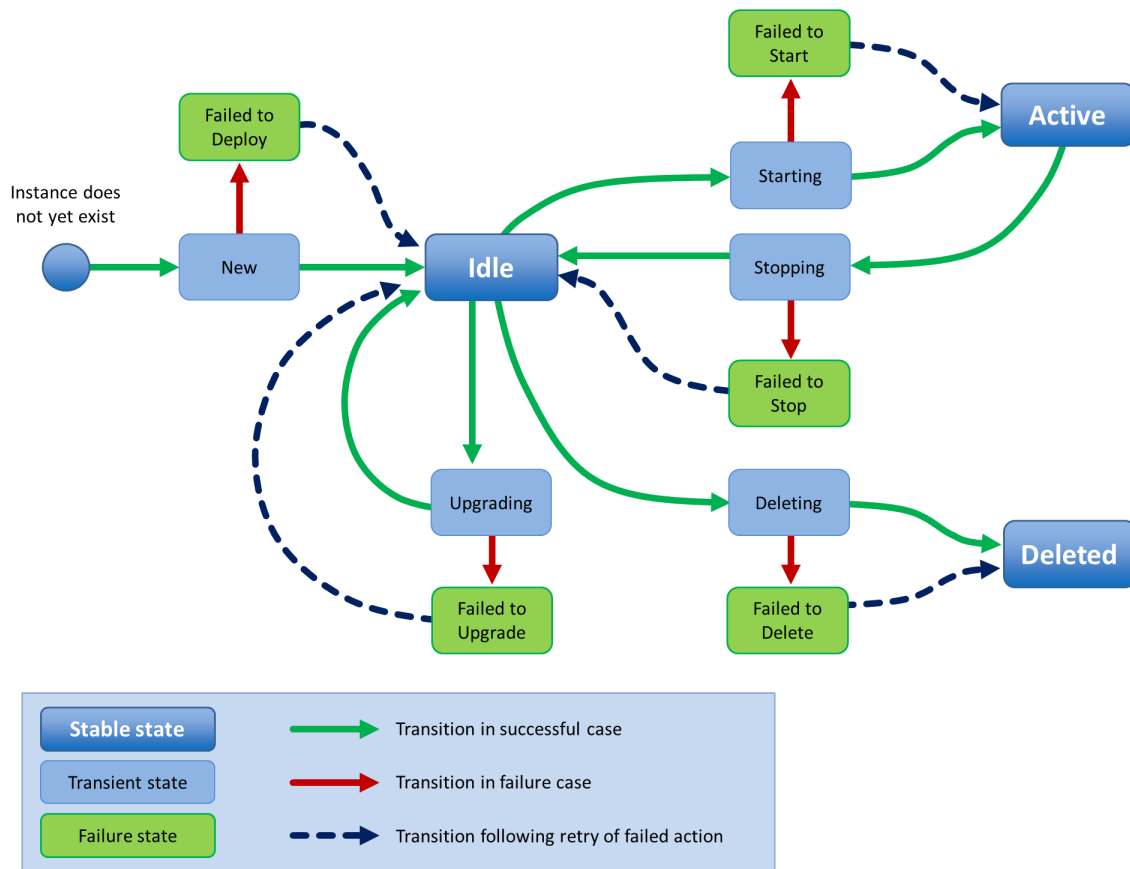 Failed to
Start
Active
Failed to
Deploy
Starting
Instance does
not yet exist
New
Idle
Stopping
Failed to
Stop
Upgrading
Deleting
Deleted
Failed to
Upgrade
Failed to
Delete
Stable state
Transition in successful case
Transient state
Transition in failure case
Failure state
Transition following retry of failed action